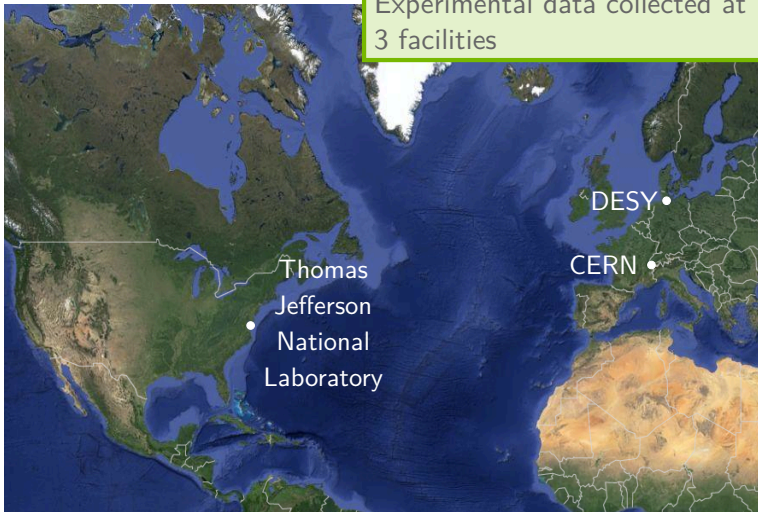 Experimental data collected at
3 facilities
DESY
CERN
Thomas
Jefferson
National
Laboratory